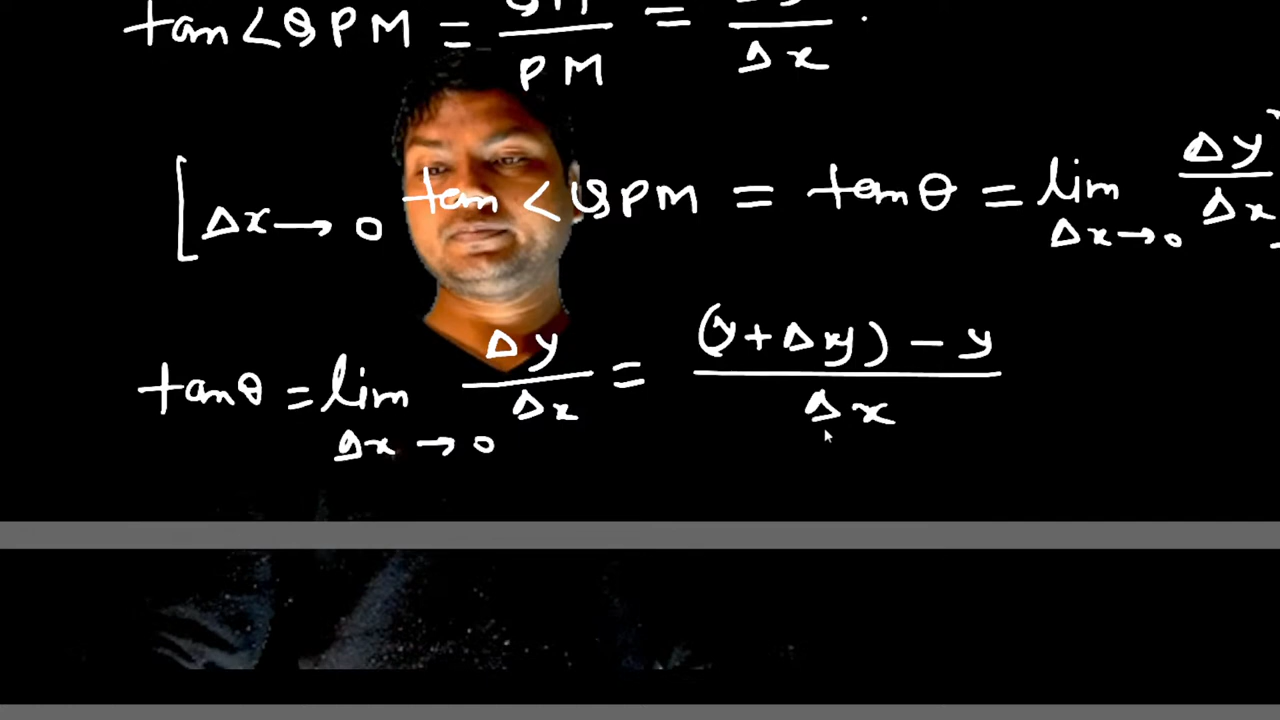 tan<QPM = QM/PM = Δy/Δx .
[Δx→0 tan<QPM = tanθ = lim Δx→0 Δy/Δx]
tanθ = lim Δx→0 Δy/Δx = (y+Δy) - y / Δx